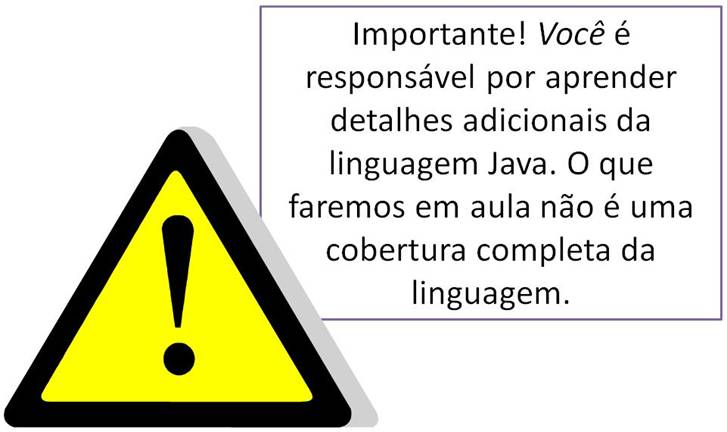 Importante! Você é
responsável por aprender
detalhes adicionais da
linguagem Java. O que
faremos em aula não é uma
cobertura completa da
linguagem.
!